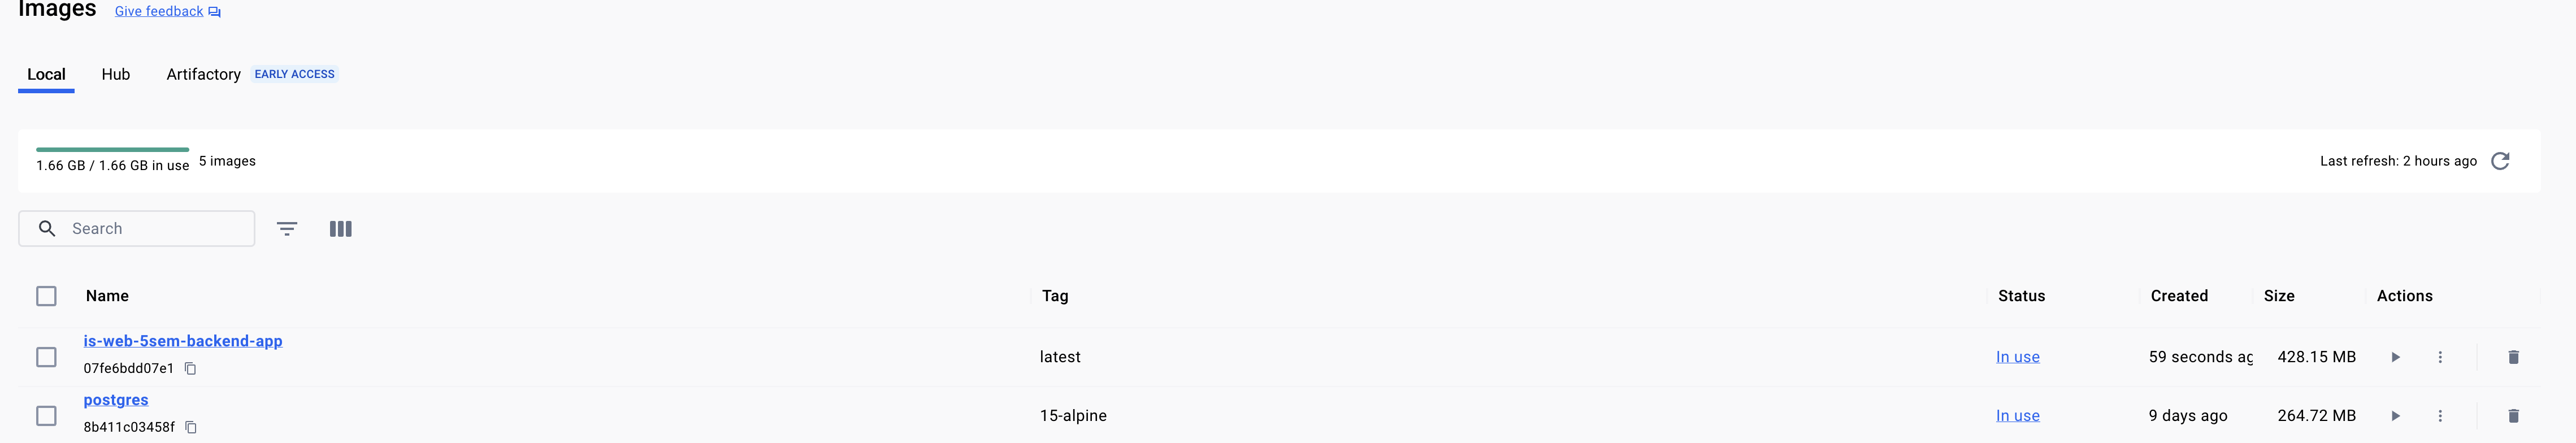 Images Give feedback
Local Hub Artifactory EARLY ACCESS
1.66 GB / 1.66 GB in use 5 images Last refresh: 2 hours ago
Search
Name Tag Status Created Size Actions
is-web-5sem-backend-app
07fe6bdd07e1 latest In use 59 seconds ag 428.15 MB
postgres
8b411c03458f 15-alpine In use 9 days ago 264.72 MB